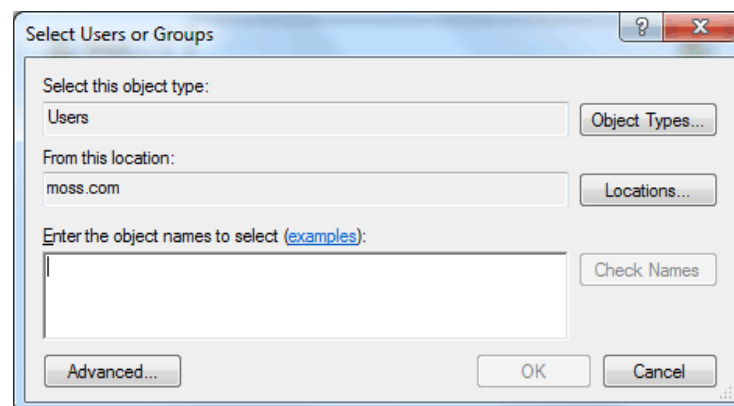 Select Users or Groups
Select this object type:
Users
Object Types...
From this location:
moss.com
Locations...
Enter the object names to select (examples):
Check Names
Advanced...
OK
Cancel